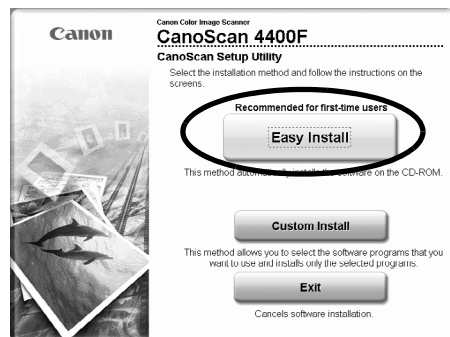 Canon
Canon Color Image Scanner
CanoScan 4400F
CanoScan Setup Utility
Select the installation method and follow the instructions on the
screens.
Recommended for first-time users
Easy Install
This method automatically installs the software on the CD-ROM.
Custom Install
This method allows you to select the software programs that you
want to use and installs only the selected programs.
Exit
Cancels software installation.